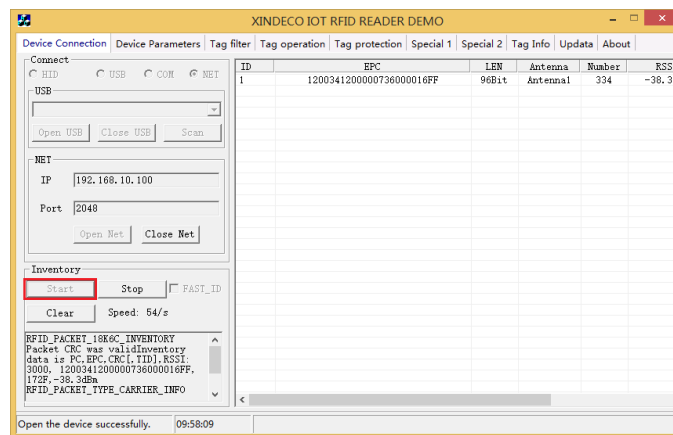 XINDECO IOT RFID READER DEMO
Device Connection Device Parameters Tag filter Tag operation Tag protection Special 1 Special 2 Tag Info Updata About
Connect
HID USB COM NET
USB
Open USB Close USB Scan
NET
IP 192.168.10.100
Port 2048
Open Net Close Net
Inventory
Start Stop FAST_ID
Clear Speed: 54/s
RFID_PACKET_18K6C_INVENTORY
Packet CRC was validInventory
data is PC,EPC,CRC[,TID].RSSI:
3000, 120034120000073600016FF,
172F,-38.3dBm
RFID_PACKET_TYPE_CARRIER_INFO
ID EPC LEN Antenna Number RSS
1 120034120000073600016FF 96Bit Antenna1 334 -38.3
Open the device successfully. 09:58:09